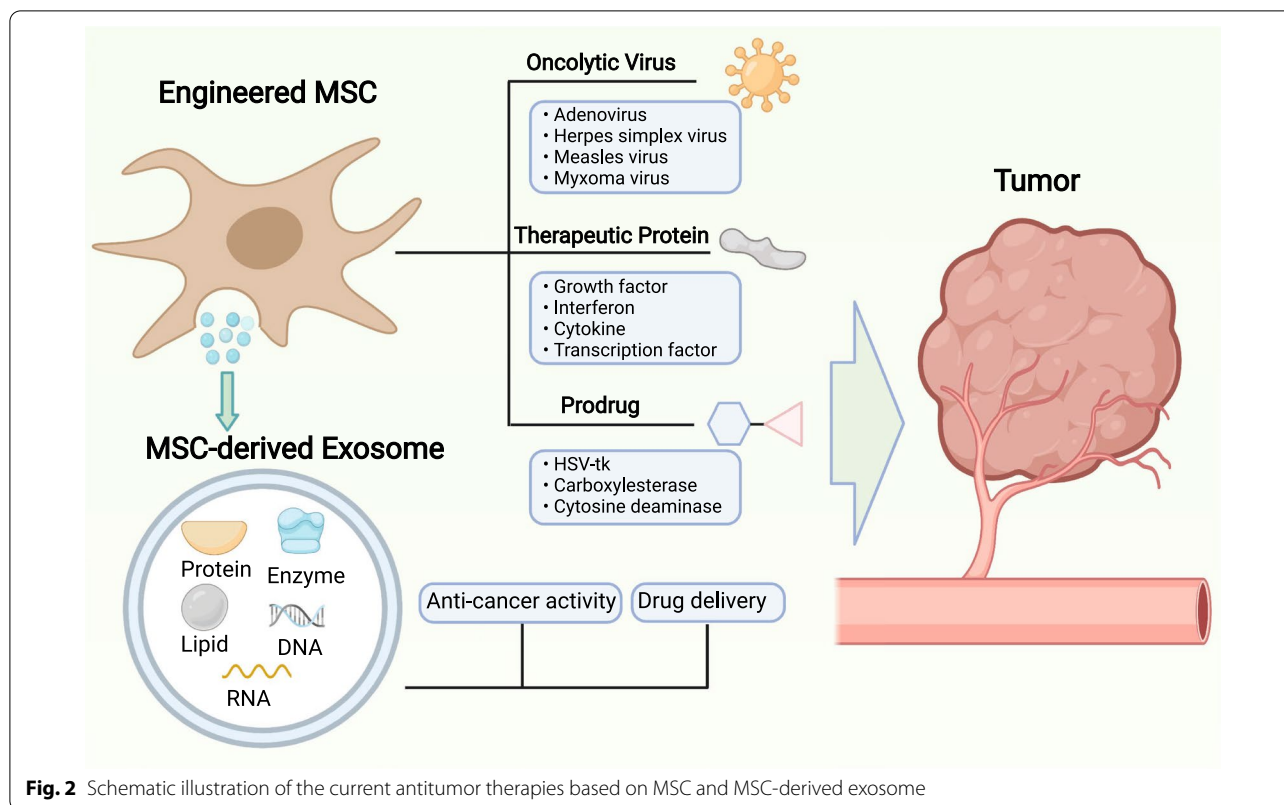 Engineered MSC
Oncolytic Virus
• Adenovirus
• Herpes simplex virus
• Measles virus
• Myxoma virus
Therapeutic Protein
• Growth factor
• Interferon
• Cytokine
• Transcription factor
Prodrug
• HSV-tk
• Carboxylesterase
• Cytosine deaminase
Tumor
MSC-derived Exosome
Protein
Enzyme
Lipid
DNA
RNA
Anti-cancer activity
Drug delivery
Fig. 2 Schematic illustration of the current antitumor therapies based on MSC and MSC-derived exosome